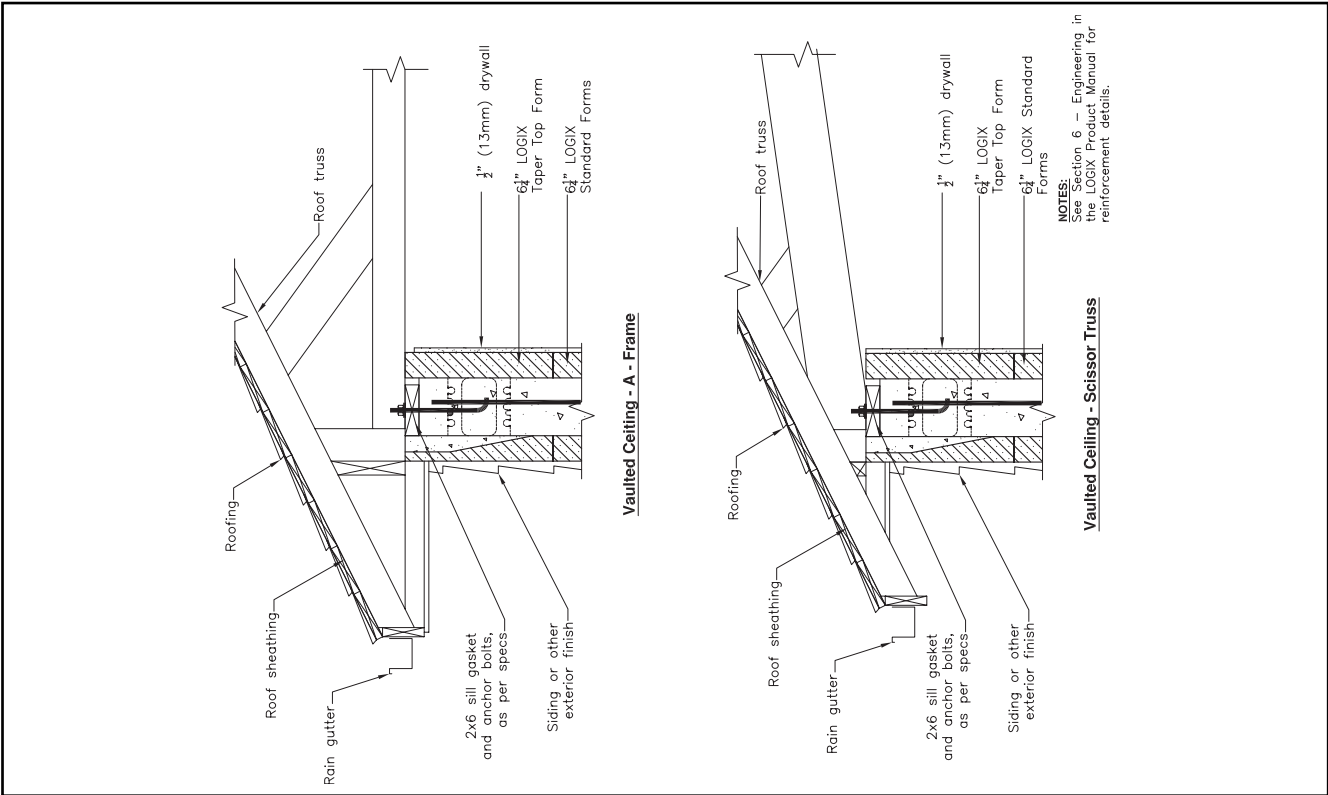 Roofing
Roof sheathing
Rain gutter
2x6 sill gasket
and anchor bolts,
as per specs
Siding or other
exterior finish
Roof truss
½" (13mm) drywall
6¼" LOGIX
Taper Top Form
6¼" LOGIX
Standard Forms
Vaulted Ceiting - A - Frame
Roofing
Roof sheathing
Rain gutter
2x6 sill gasket
and anchor bolts,
as per specs
Siding or other
exterior finish
Roof truss
½" (13mm) drywall
6¼" LOGIX
Taper Top Form
6¼" LOGIX Standard
Forms
Vaulted Ceiling - Scissor Truss
NOTES:
See Section 6 – Engineering in
the LOGIX Product Manual for
reinforcement details.